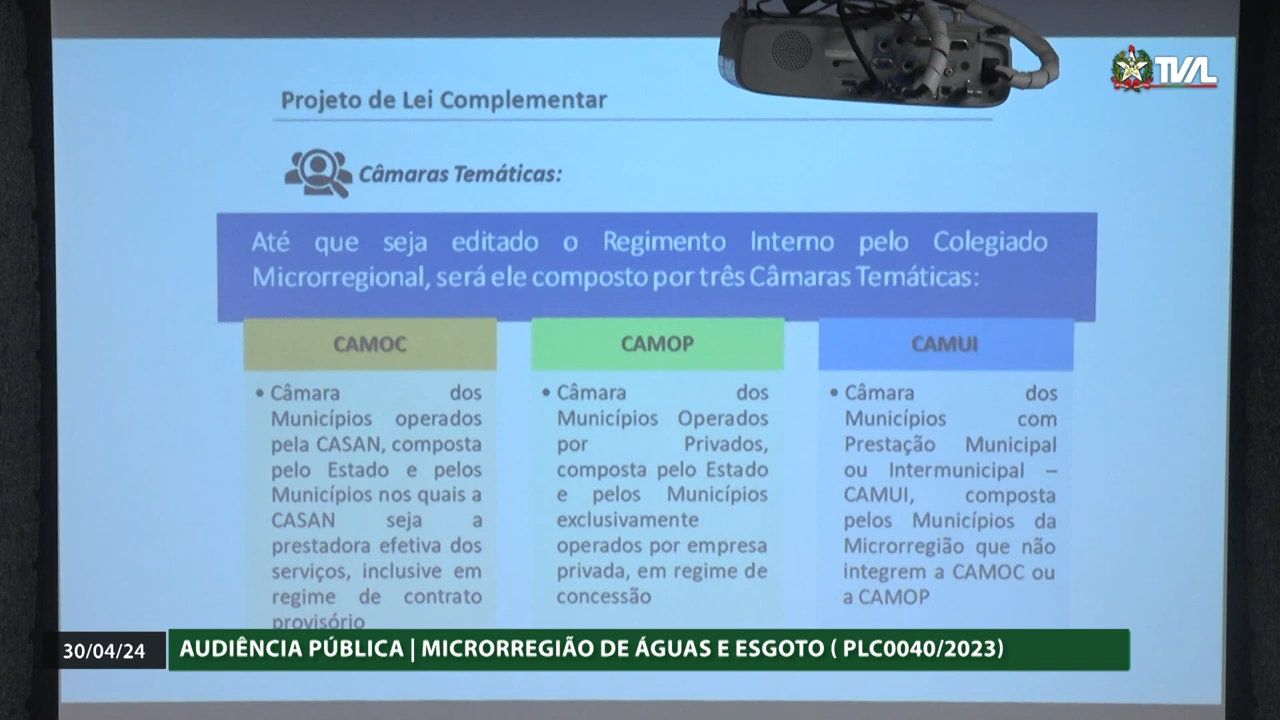 TVAL
Projeto de Lei Complementar
Câmaras Temáticas:
Até que seja editado o Regimento Interno pelo Colegiado
Microrregional, será ele composto por três Câmaras Temáticas:
CAMOC
• Câmara dos
Municípios operados
pela CASAN, composta
pelo Estado e pelos
Municípios nos quais a
CASAN seja a
prestadora efetiva dos
serviços, inclusive em
regime de contrato
provisório
CAMOP
• Câmara dos
Municípios Operados
por Privados,
composta pelo Estado
e pelos Municípios
exclusivamente
operados por empresa
privada, em regime de
concessão
CAMUI
• Câmara dos
Municípios com
Prestação Municipal
ou Intermunicipal –
CAMUI, composta
pelos Municípios da
Microrregião que não
integrem a CAMOC ou
a CAMOP
30/04/24
AUDIÊNCIA PÚBLICA | MICRORREGIÃO DE ÁGUAS E ESGOTO ( PLC0040/2023)